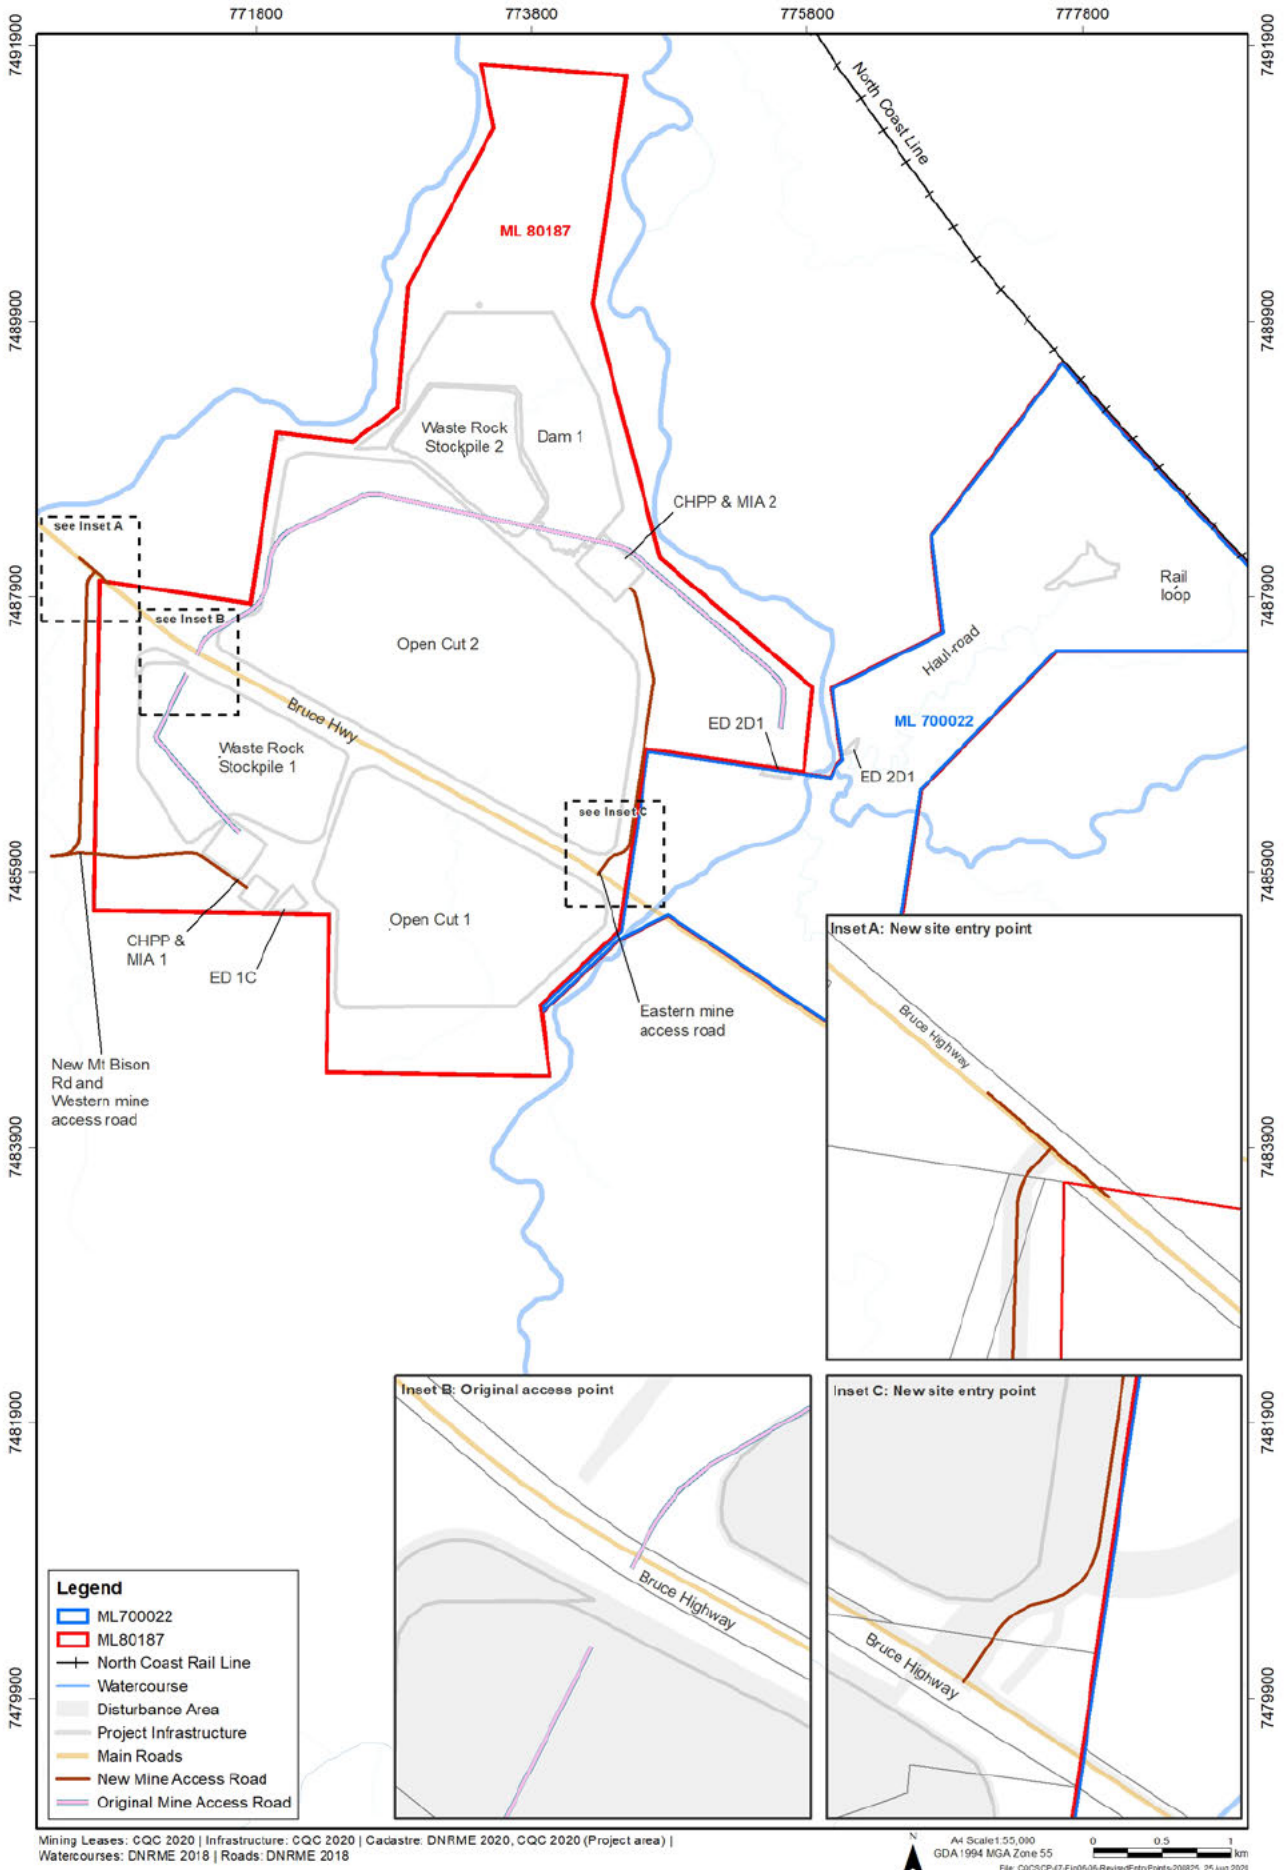 771800 773800 775800 777800
7491900 7491900
North Coast Line
ML 80187
7489900 7489900
Waste Rock
Stockpile 2
Dam 1
CHPP & MIA 2
see Inset A
7487900 7487900
see Inset B
Rail
loop
Open Cut 2
Haul-road
Bruce Hwy
ED 2D1
ML 700022
Waste Rock
Stockpile 1
ED 2D1
see Inset C
7485900 7485900
Open Cut 1
CHPP &
MIA 1
ED 1C
Eastern mine
access road
New Mt Bison
Rd and
Western mine
access road
Inset A: New site entry point
Bruce Highway
7483900 7483900
Inset B: Original access point
Bruce Highway
Inset C: New site entry point
Bruce Highway
7481900 7481900
7479900 7479900
Legend
ML700022
ML80187
North Coast Rail Line
Watercourse
Disturbance Area
Project Infrastructure
Main Roads
New Mine Access Road
Original Mine Access Road
Mining Leases: CQC 2020 | Infrastructure: CQC 2020 | Cadastre: DNRME 2020, CQC 2020 (Project area) |
Watercourses: DNRME 2018 | Roads: DNRME 2018
N
A4 Scale 1:55,000
GDA 1994 MGA Zone 55
0 0.5 1
km